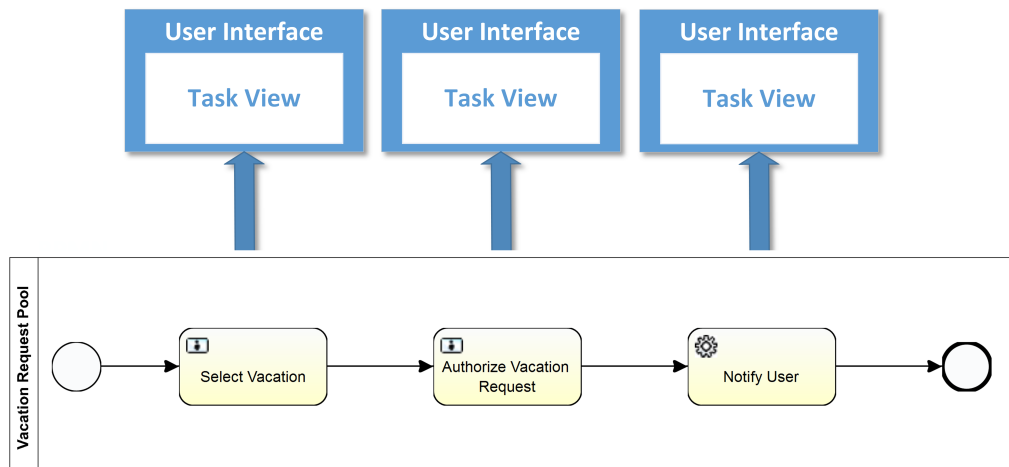 User Interface
Task View
User Interface
Task View
User Interface
Task View
Vacation Request Pool
Select Vacation
Authorize Vacation
Request
Notify User